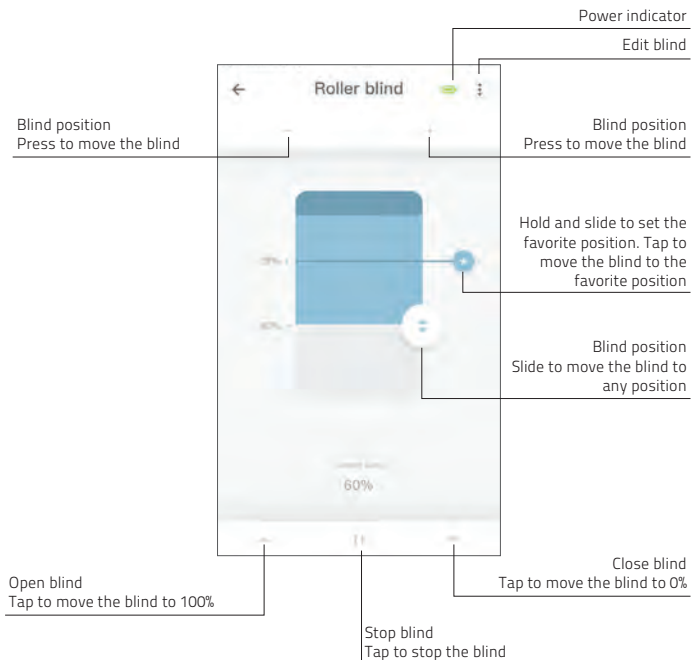 Power indicator
Edit blind
Roller blind
Blind position
Press to move the blind
Blind position
Press to move the blind
Hold and slide to set the
favorite position. Tap to
move the blind to the
favorite position
Blind position
Slide to move the blind to
any position
60%
Open blind
Tap to move the blind to 100%
Close blind
Tap to move the blind to 0%
Stop blind
Tap to stop the blind